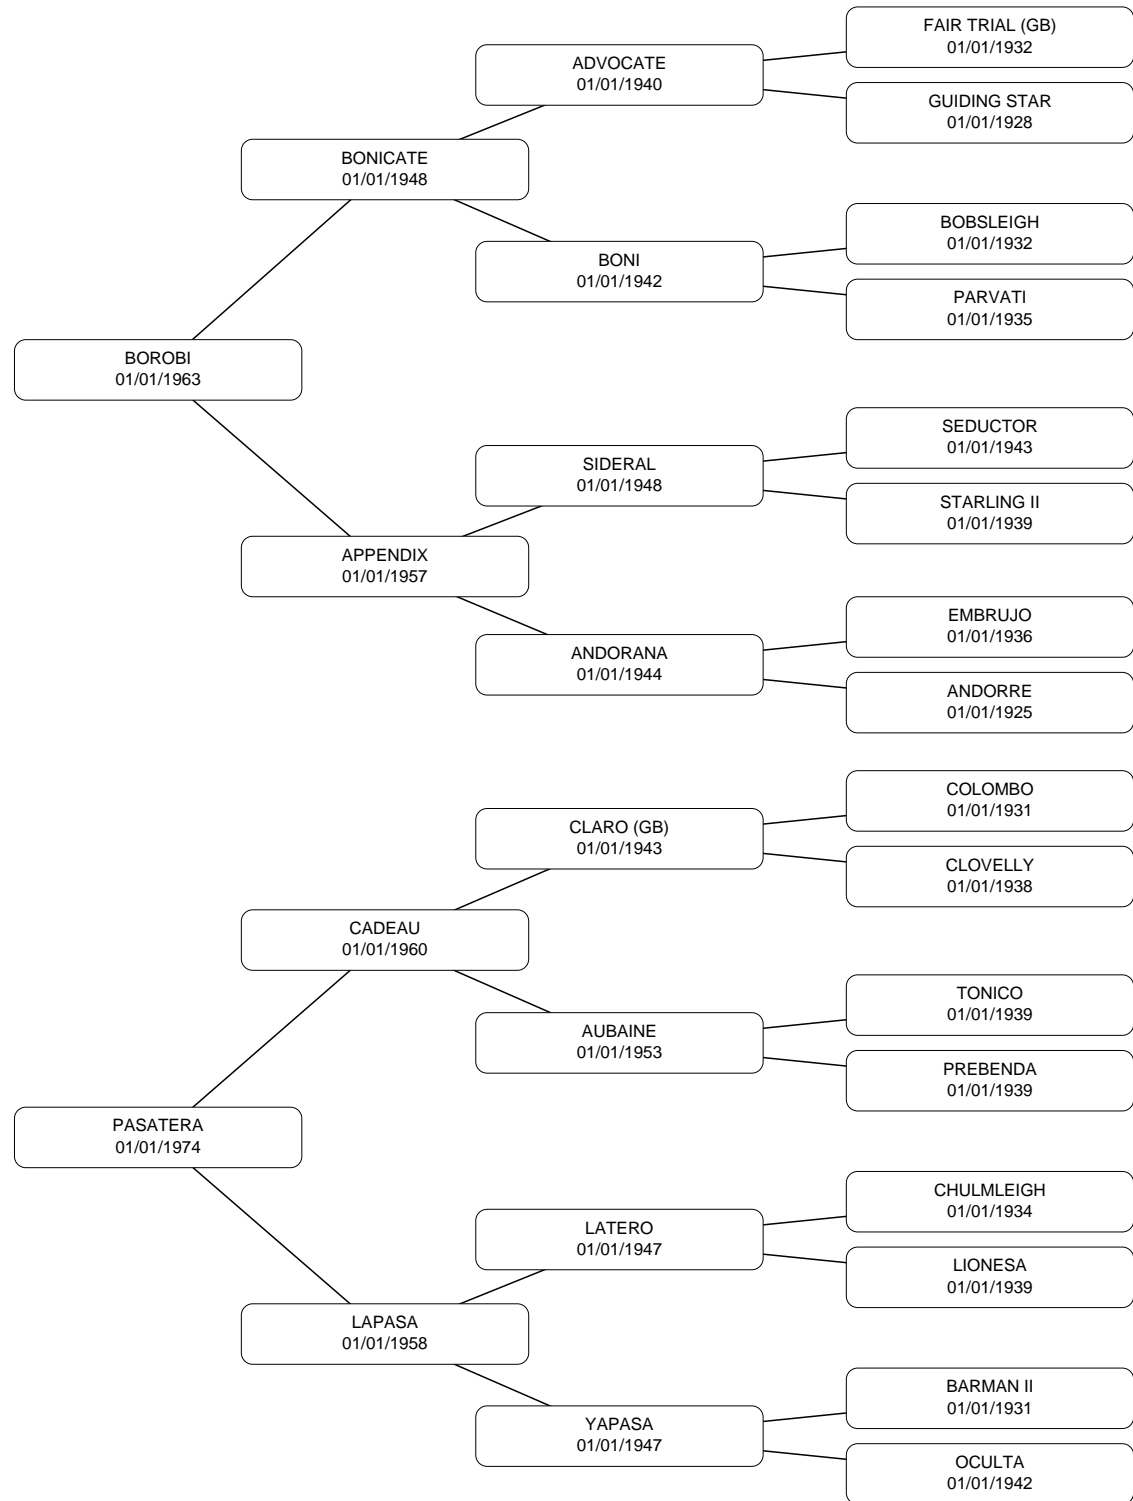 FAIR TRIAL (GB)
01/01/1932
ADVOCATE
01/01/1940
GUIDING STAR
01/01/1928
BONICATE
01/01/1948
BOBSLEIGH
01/01/1932
BONI
01/01/1942
PARVATI
01/01/1935
BOROBI
01/01/1963
SEDUCTOR
01/01/1943
SIDERAL
01/01/1948
STARLING II
01/01/1939
APPENDIX
01/01/1957
EMBRUJO
01/01/1936
ANDORANA
01/01/1944
ANDORRE
01/01/1925
COLOMBO
01/01/1931
CLARO (GB)
01/01/1943
CLOVELLY
01/01/1938
CADEAU
01/01/1960
TONICO
01/01/1939
AUBAINE
01/01/1953
PREBENDA
01/01/1939
PASATERA
01/01/1974
CHULMLEIGH
01/01/1934
LATERO
01/01/1947
LIONESA
01/01/1939
LAPASA
01/01/1958
BARMAN II
01/01/1931
YAPASA
01/01/1947
OCULTA
01/01/1942